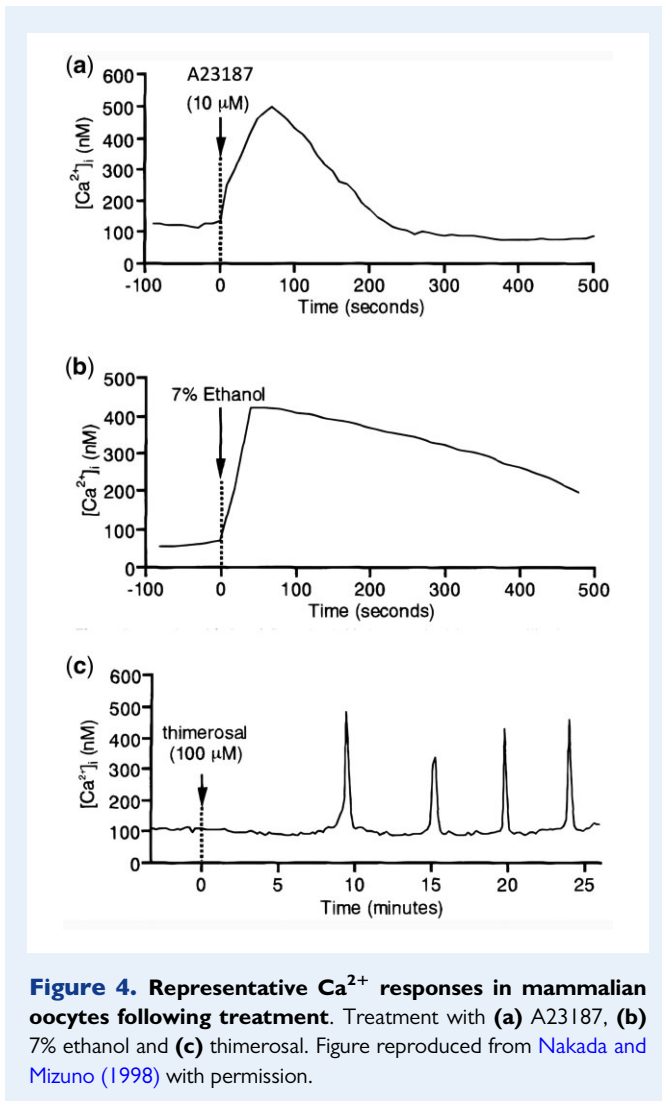 (a)
A23187
(10 μM)
600
500
400
300
200
100
0
[Ca²⁺]ᵢ (nM)
-100 0 100 200 300 400 500
Time (seconds)
(b)
7% Ethanol
500
400
300
200
100
0
[Ca²⁺]ᵢ (nM)
-100 0 100 200 300 400 500
Time (seconds)
(c)
thimerosal
(100 μM)
600
500
400
300
200
100
0
[Ca²⁺]ᵢ (nM)
0 5 10 15 20 25
Time (minutes)
Figure 4. Representative Ca²⁺ responses in mammalian
oocytes following treatment. Treatment with (a) A23187, (b)
7% ethanol and (c) thimerosal. Figure reproduced from Nakada and
Mizuno (1998) with permission.